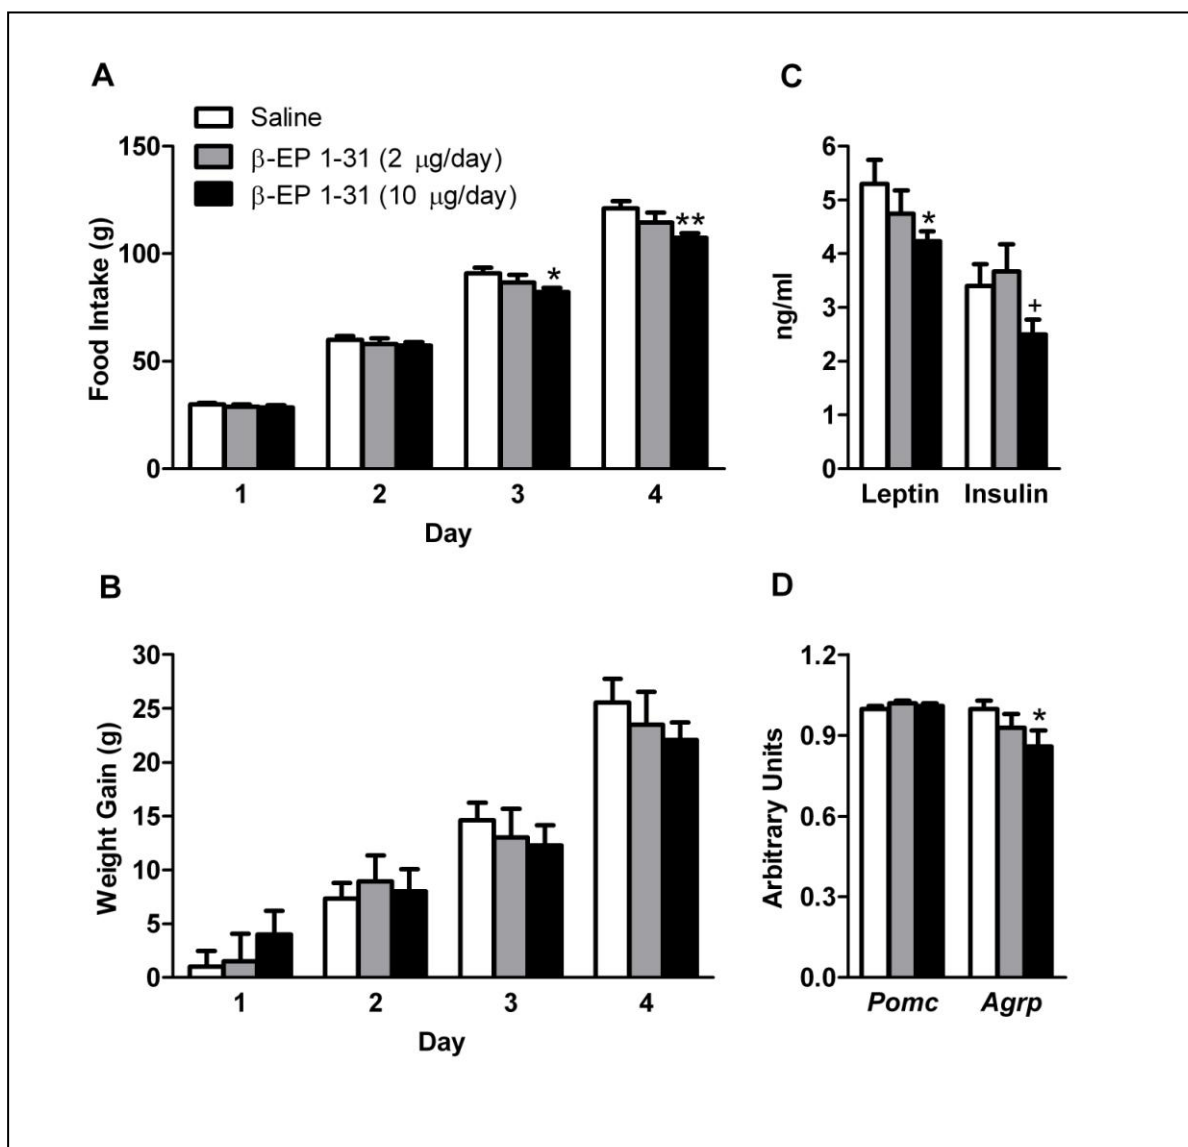 A
Saline
β-EP 1-31 (2 μg/day)
β-EP 1-31 (10 μg/day)
150
100
50
0
Food Intake (g)
*
**
1 2 3 4
Day
C
6
5
4
3
2
1
0
ng/ml
*
+
Leptin Insulin
B
30
25
20
15
10
5
0
Weight Gain (g)
1 2 3 4
Day
D
1.2
0.9
0.6
0.3
0.0
Arbitrary Units
*
Pomc Agrp